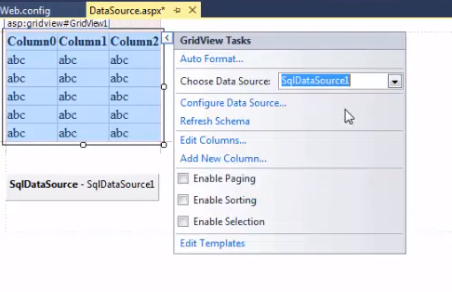 Web.config
DataSource.aspx*
asp:gridview#GridView1
Column0 Column1 Column2
abc abc abc
abc abc abc
abc abc abc
abc abc abc
abc abc abc
SqlDataSource - SqlDataSource1
GridView Tasks
Auto Format...
Choose Data Source: SqlDataSource1
Configure Data Source...
Refresh Schema
Edit Columns...
Add New Column...
Enable Paging
Enable Sorting
Enable Selection
Edit Templates